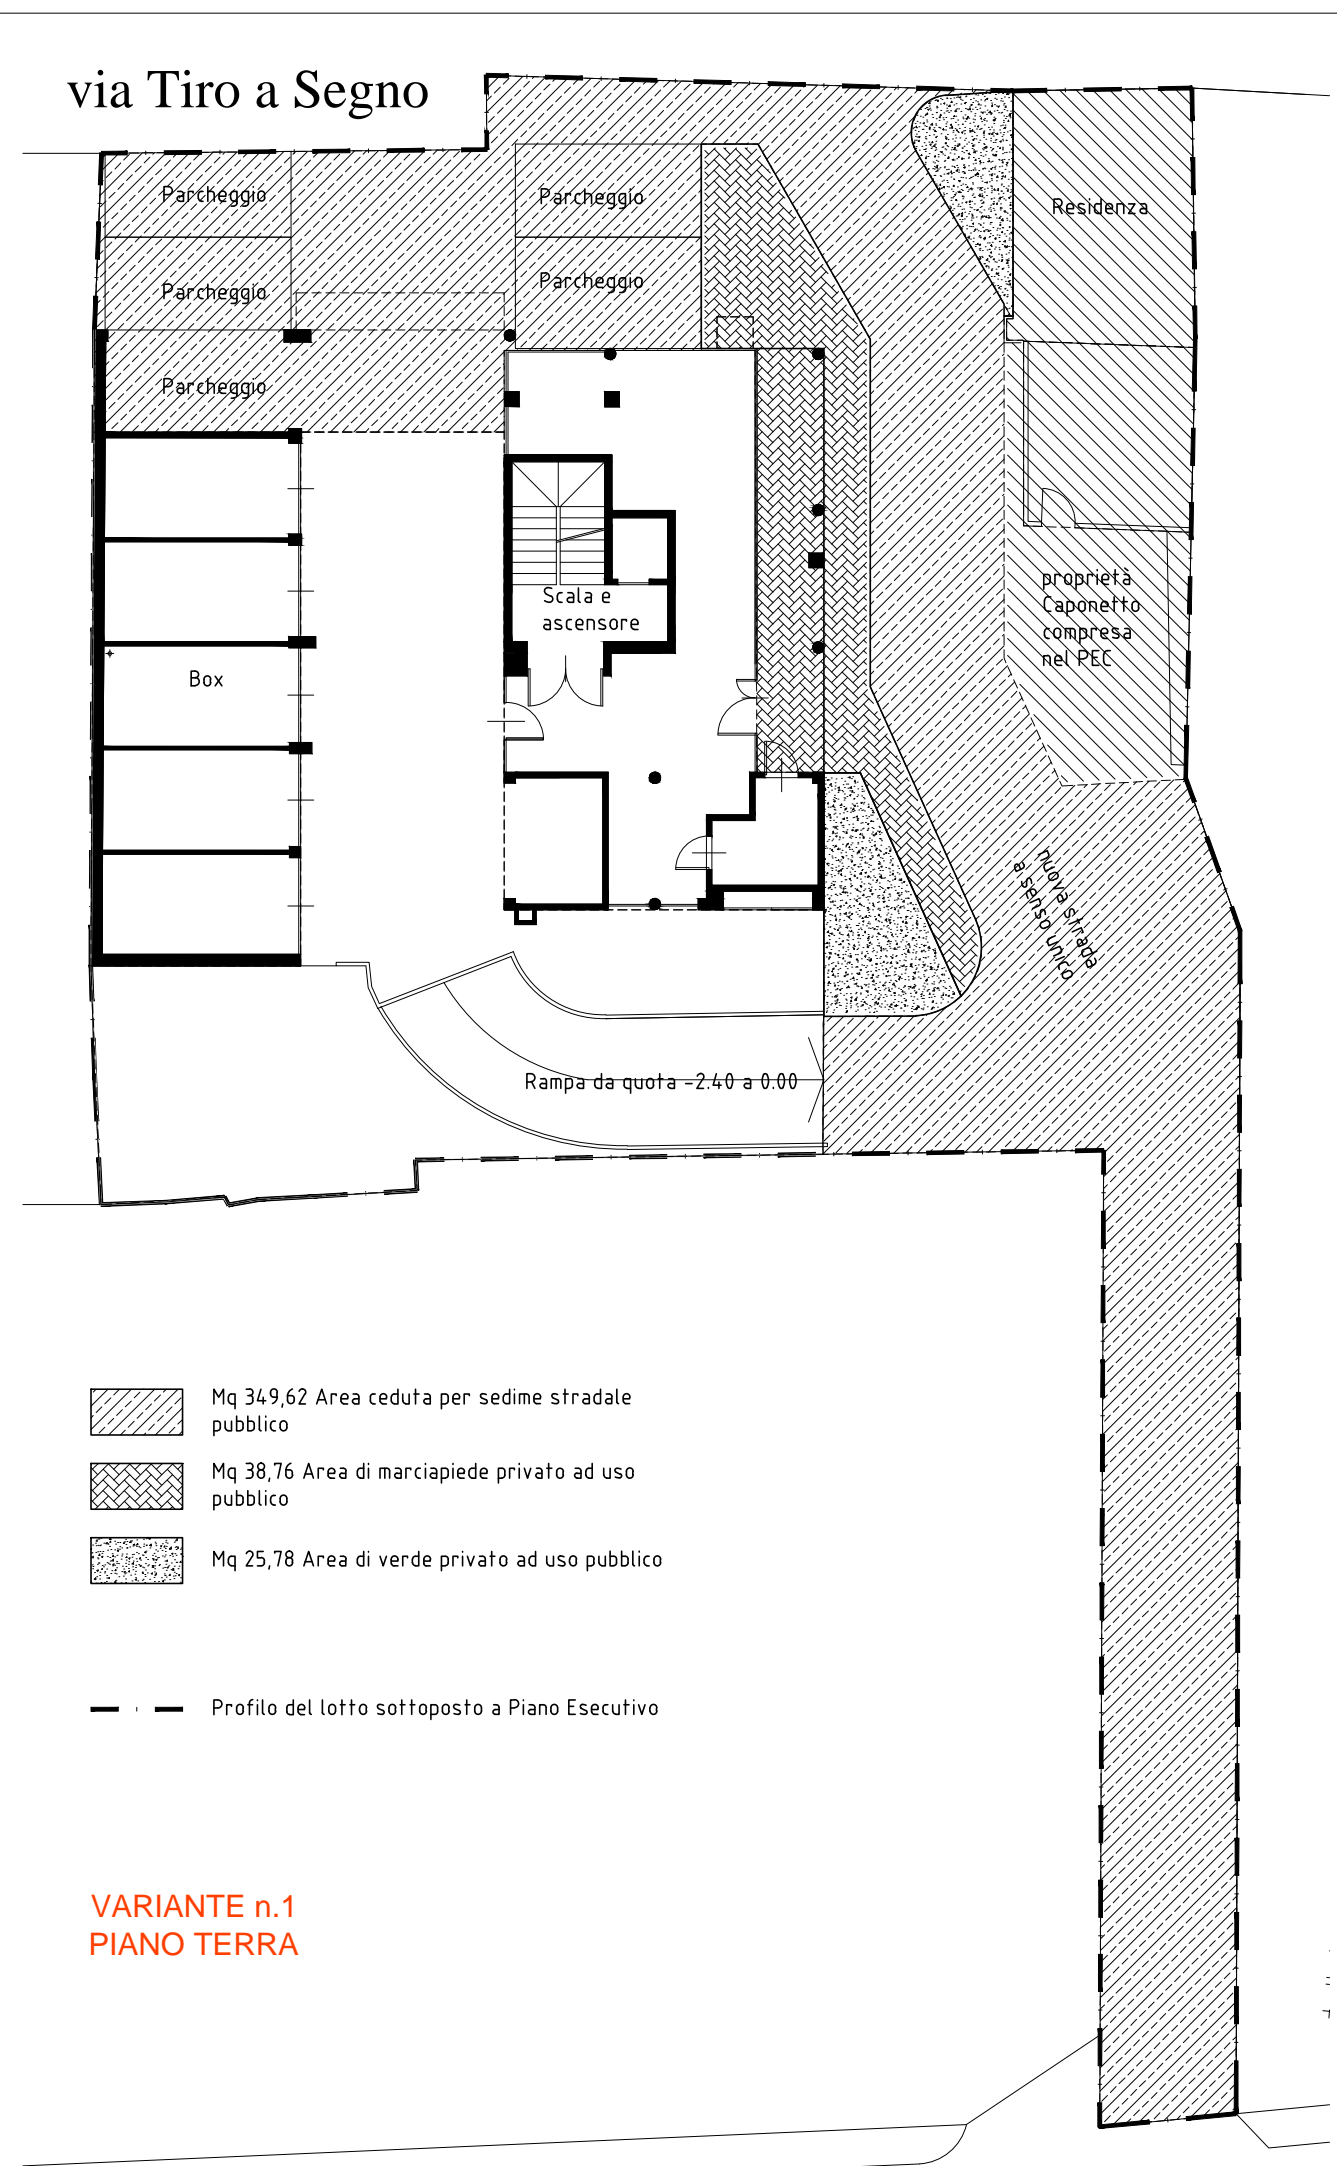 via Tiro a Segno
Parcheggio
Parcheggio
Residenza
Parcheggio
Parcheggio
Parcheggio
proprietà
Caponetto
compresa
nel PEC
Scala e
ascensore
Box
nuova strada
a senso unico
Rampa da quota -2.40 a 0.00
Mq 349,62 Area ceduta per sedime stradale
pubblico
Mq 38,76 Area di marciapiede privato ad uso
pubblico
Mq 25,78 Area di verde privato ad uso pubblico
Profilo del lotto sottoposto a Piano Esecutivo
VARIANTE n.1
PIANO TERRA